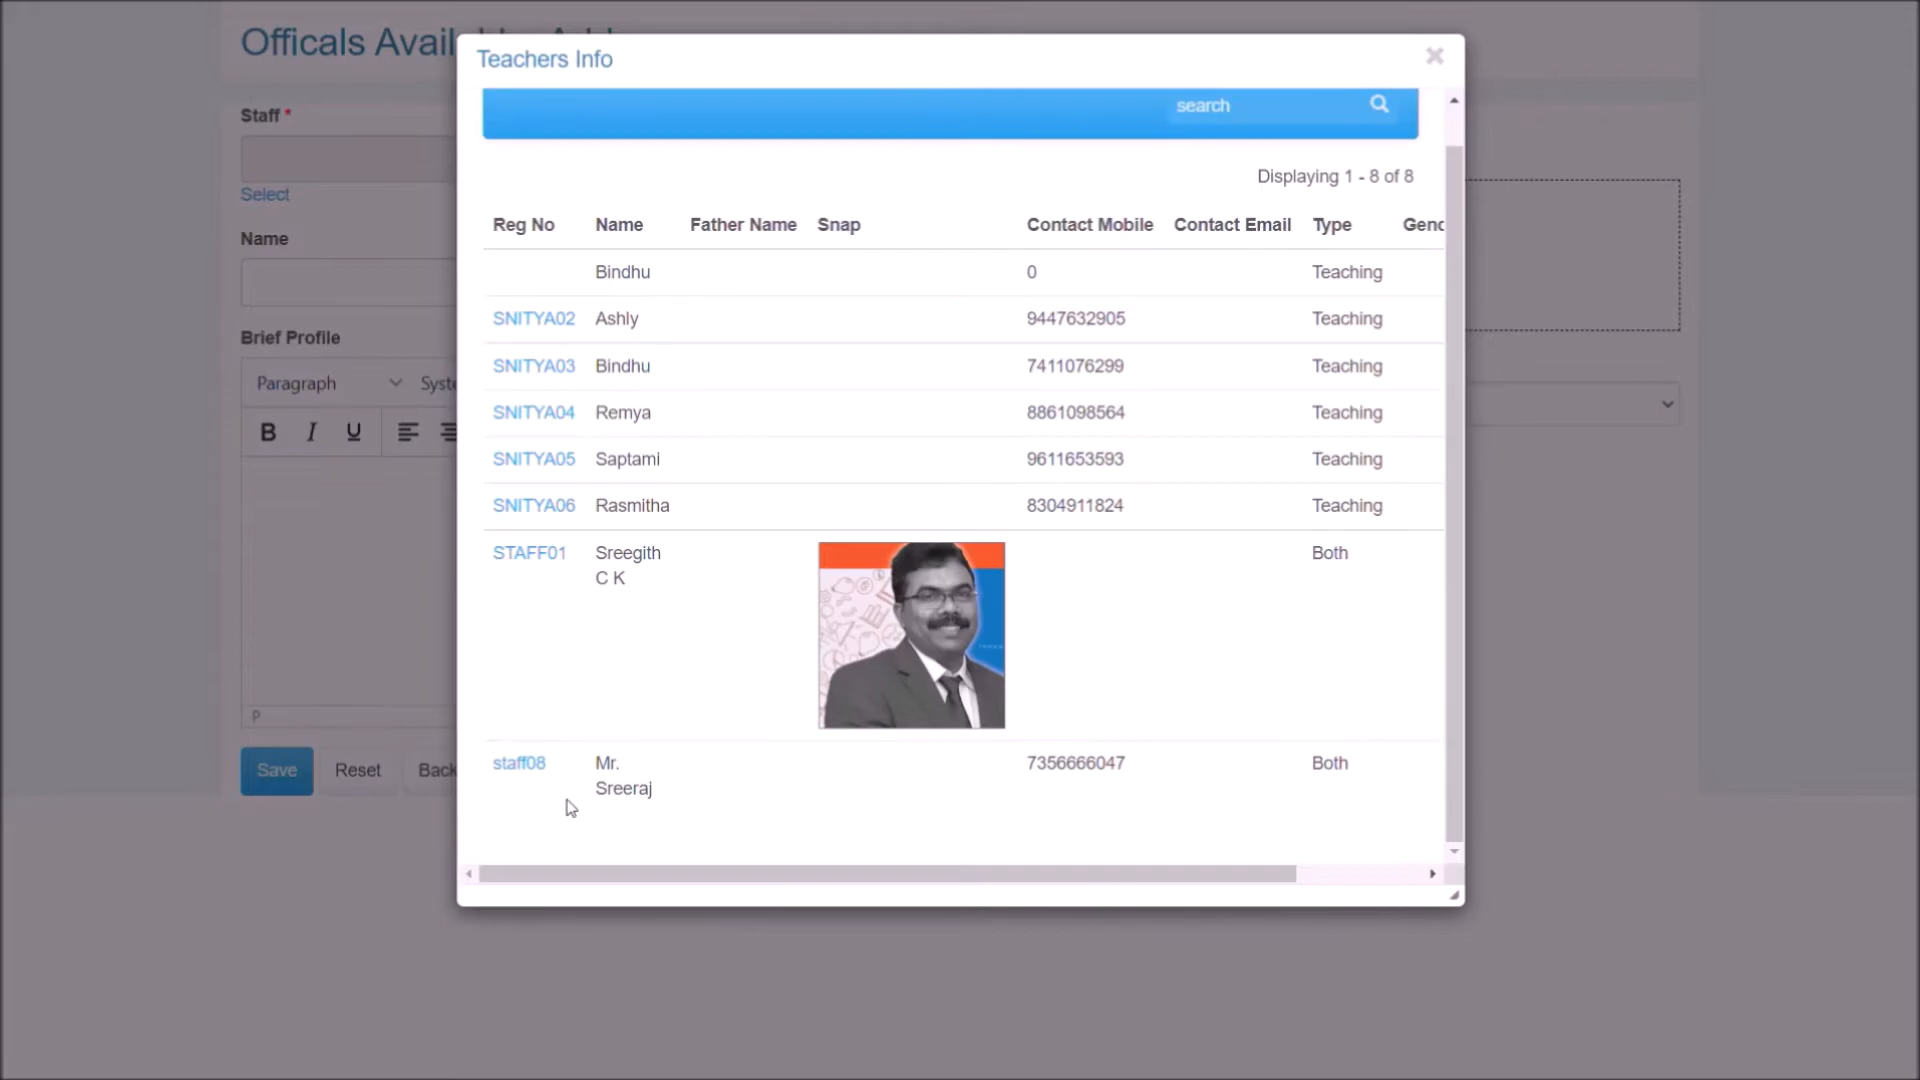 Officals Avail
Teachers Info
Staff *
search
Select
Displaying 1 - 8 of 8
Name
Reg No Name Father Name Snap Contact Mobile Contact Email Type Genc
Bindhu 0 Teaching
SNITYA02 Ashly 9447632905 Teaching
Brief Profile
SNITYA03 Bindhu 7411076299 Teaching
Paragraph Syste
SNITYA04 Remya 8861098564 Teaching
B I U
SNITYA05 Saptami 9611653593 Teaching
SNITYA06 Rasmitha 8304911824 Teaching
STAFF01 Sreegith Both
C K
P
Save Reset Back
staff08 Mr. 7356666047 Both
Sreeraj